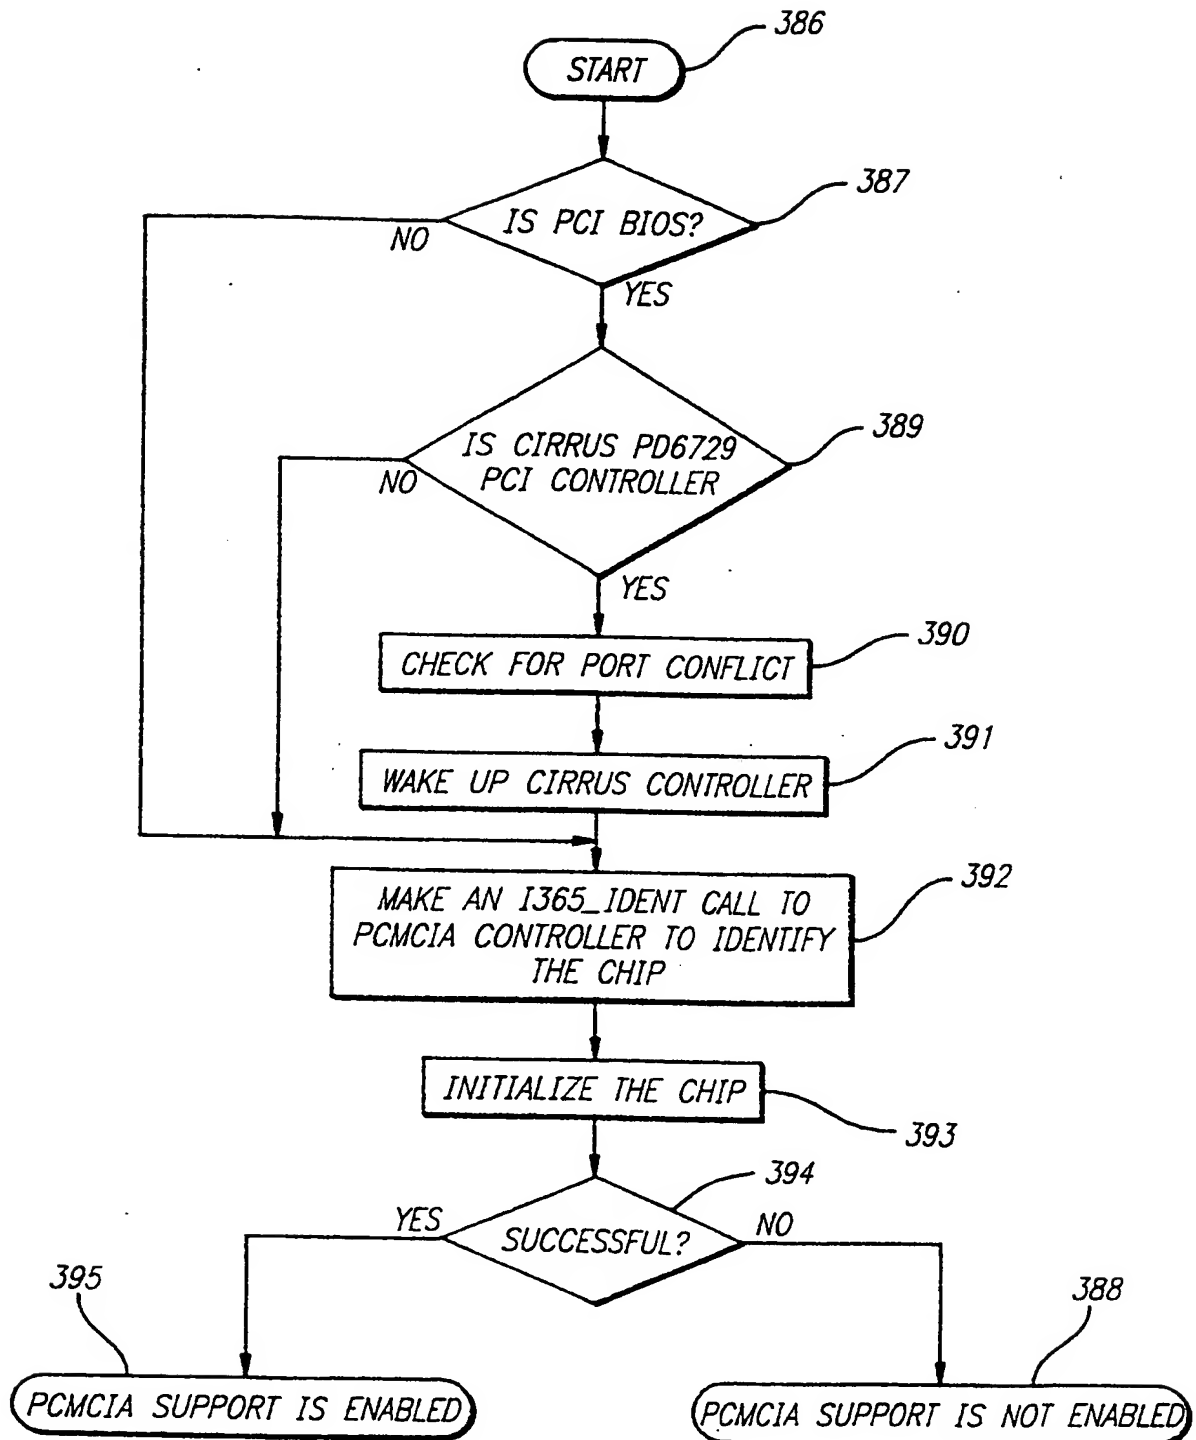 386
START
387
IS PCI BIOS?
NO
YES
389
IS CIRRUS PD6729
PCI CONTROLLER
NO
YES
390
CHECK FOR PORT CONFLICT
391
WAKE UP CIRRUS CONTROLLER
392
MAKE AN I365_IDENT CALL TO
PCMCIA CONTROLLER TO IDENTIFY
THE CHIP
INITIALIZE THE CHIP
393
394
YES
SUCCESSFUL?
NO
395
388
PCMCIA SUPPORT IS ENABLED
PCMCIA SUPPORT IS NOT ENABLED